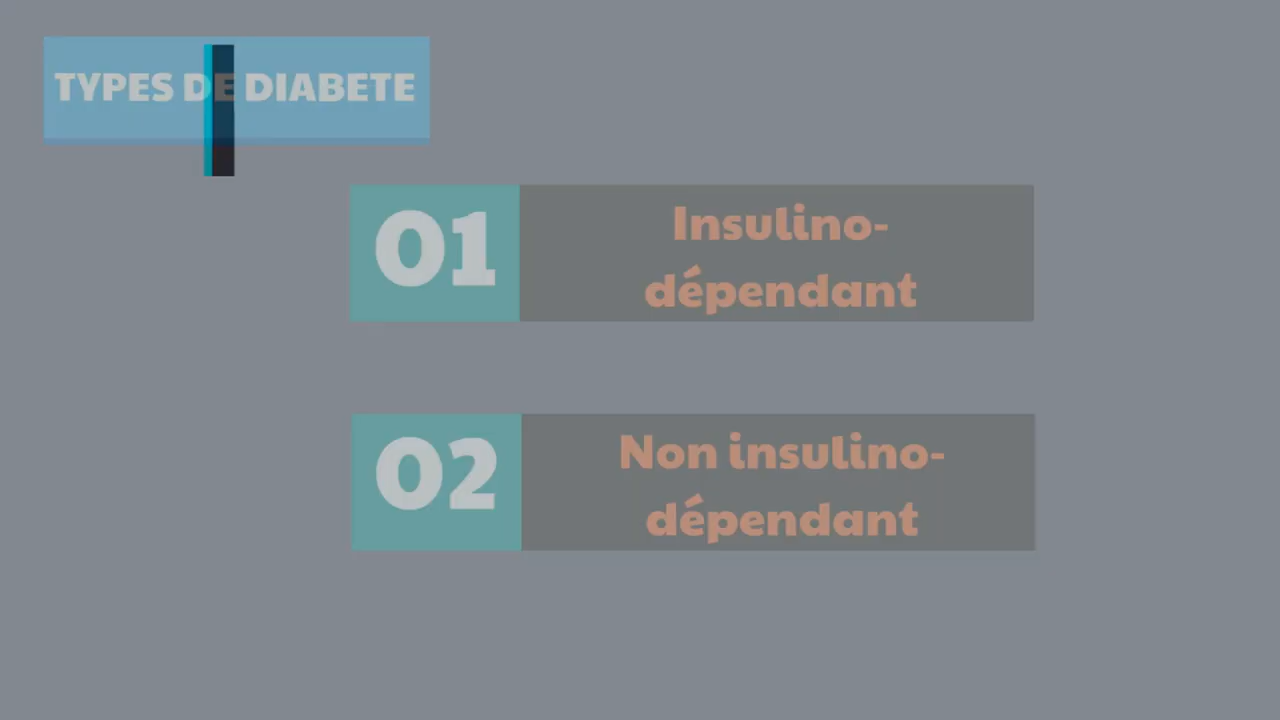 TYPES DE DIABETE
01
Insulino-
dépendant
02
Non insulino-
dépendant